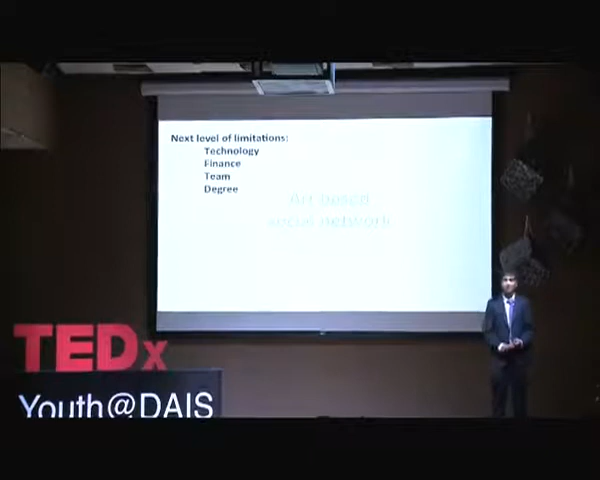 Next level of limitations:
Technology
Finance
Team
Degree
Art based
social network
TEDx
Youth@DAIS